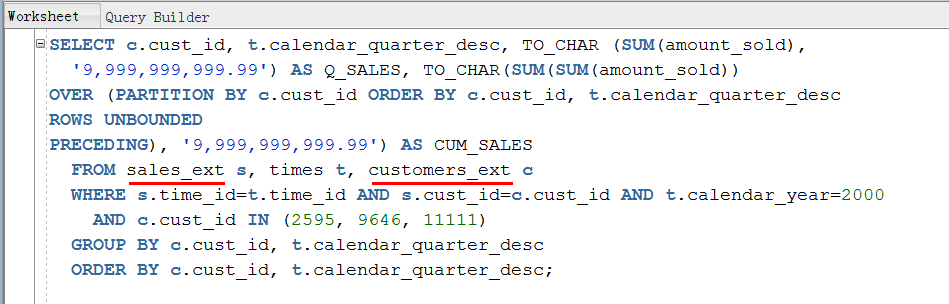 Worksheet Query Builder
SELECT c.cust_id, t.calendar_quarter_desc, TO_CHAR (SUM(amount_sold),
'9,999,999,999.99') AS Q_SALES, TO_CHAR(SUM(SUM(amount_sold))
OVER (PARTITION BY c.cust_id ORDER BY c.cust_id, t.calendar_quarter_desc
ROWS UNBOUNDED
PRECEDING), '9,999,999,999.99') AS CUM_SALES
FROM sales_ext s, times t, customers_ext c
WHERE s.time_id=t.time_id AND s.cust_id=c.cust_id AND t.calendar_year=2000
AND c.cust_id IN (2595, 9646, 11111)
GROUP BY c.cust_id, t.calendar_quarter_desc
ORDER BY c.cust_id, t.calendar_quarter_desc;